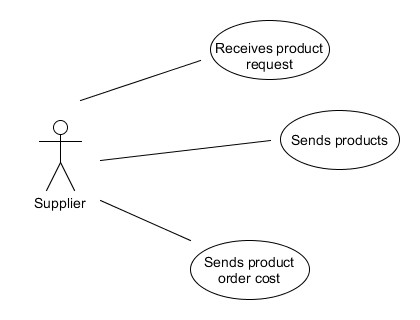 Receives product
request
Sends products
Supplier
Sends product
order cost